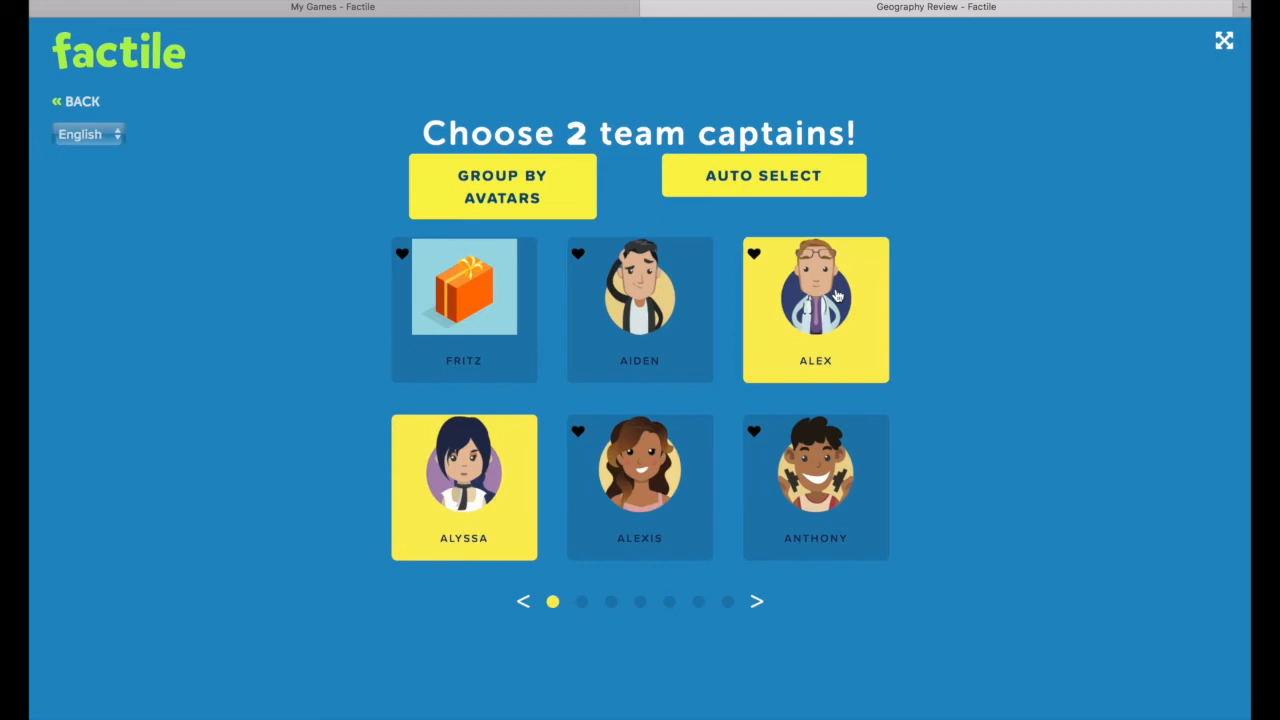 My Games - Factile
Geography Review - Factile
factile
« BACK
English
Choose 2 team captains!
GROUP BY
AVATARS
AUTO SELECT
FRITZ
AIDEN
ALEX
ALYSSA
ALEXIS
ANTHONY